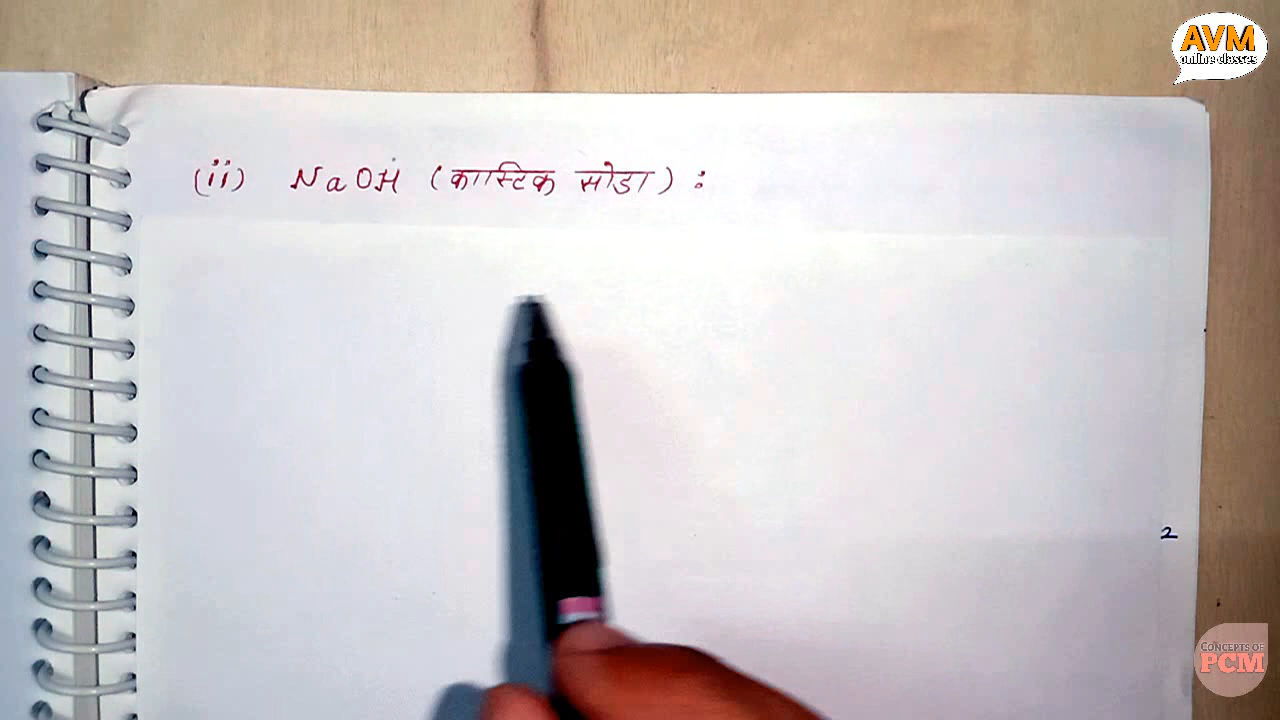 AVM
online classes
(ii) NaOH (कास्टिक सोडा) :
2
CONCEPTS OF
PCM